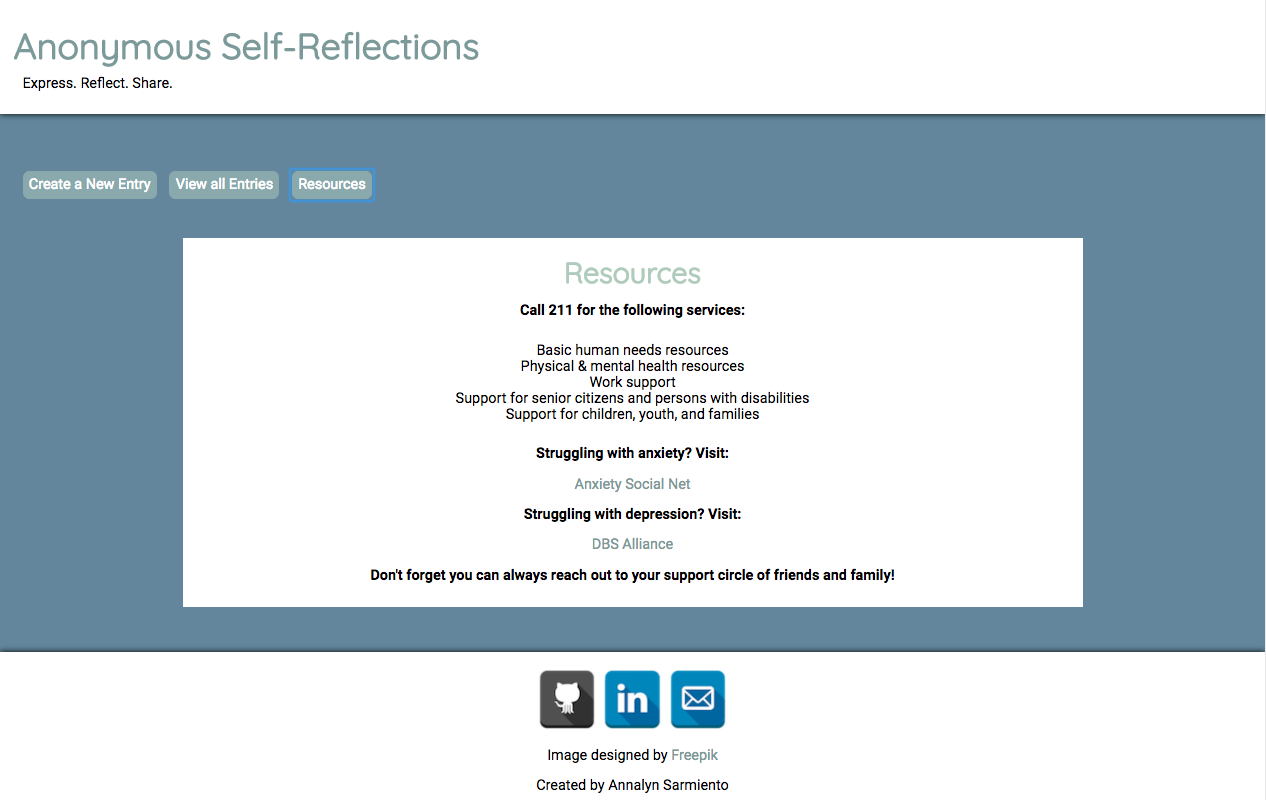 Anonymous Self-Reflections
Express. Reflect. Share.
Create a New Entry View all Entries Resources
Resources
Call 211 for the following services:
Basic human needs resources
Physical & mental health resources
Work support
Support for senior citizens and persons with disabilities
Support for children, youth, and families
Struggling with anxiety? Visit:
Anxiety Social Net
Struggling with depression? Visit:
DBS Alliance
Don't forget you can always reach out to your support circle of friends and family!
in
Image designed by Freepik
Created by Annalyn Sarmiento